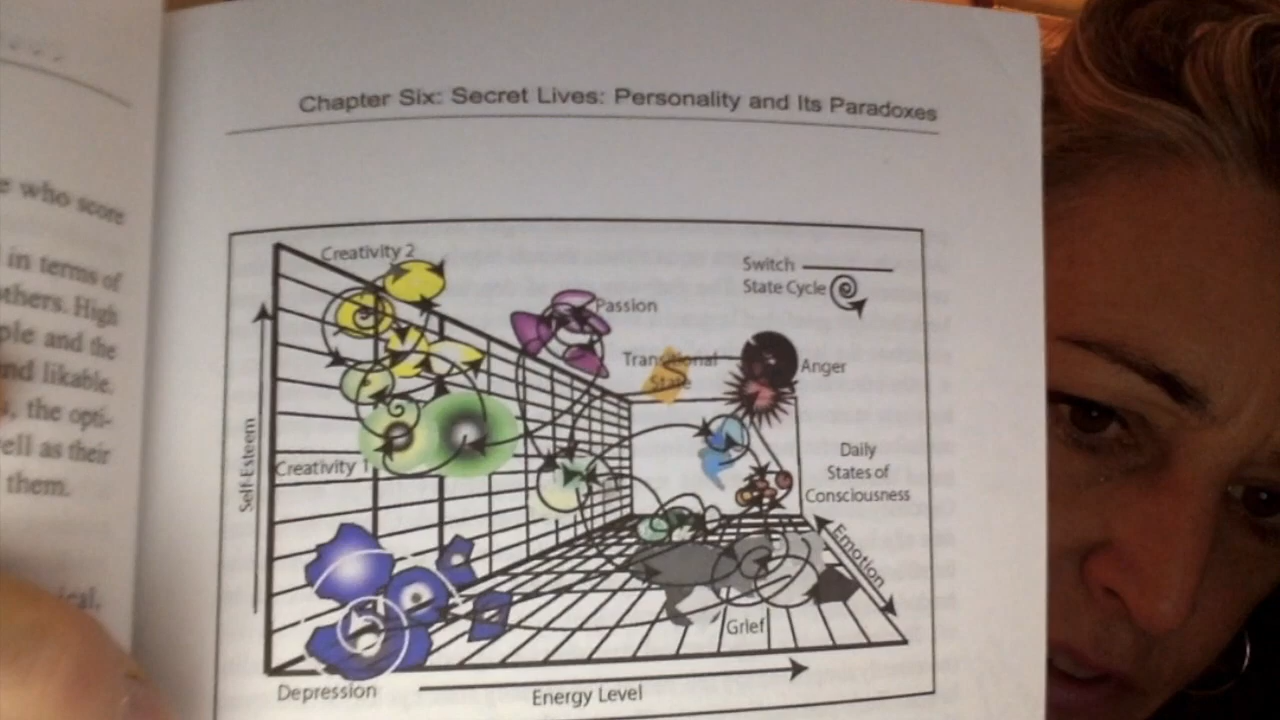 Chapter Six: Secret Lives: Personality and Its Paradoxes
e who score
in terms of
others. High
ple and the
nd likable.
, the opti-
ell as their
them.
Creativity 2
Switch
State Cycle
Passion
Transitional
State
Anger
Self-Esteem
Creativity 1
Daily
States of
Consciousness
Emotion
Grief
Depression
Energy Level